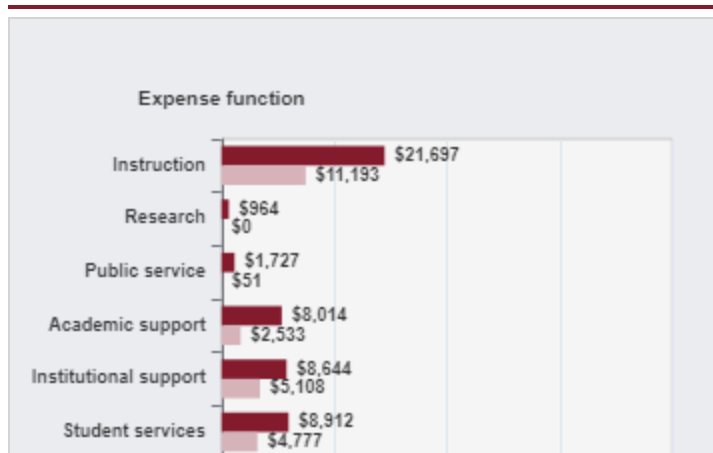 Expense function
Instruction
$21,697
$11,193
Research
$964
$0
Public service
$1,727
$51
Academic support
$8,014
$2,533
Institutional support
$8,644
$5,108
Student services
$8,912
$4,777